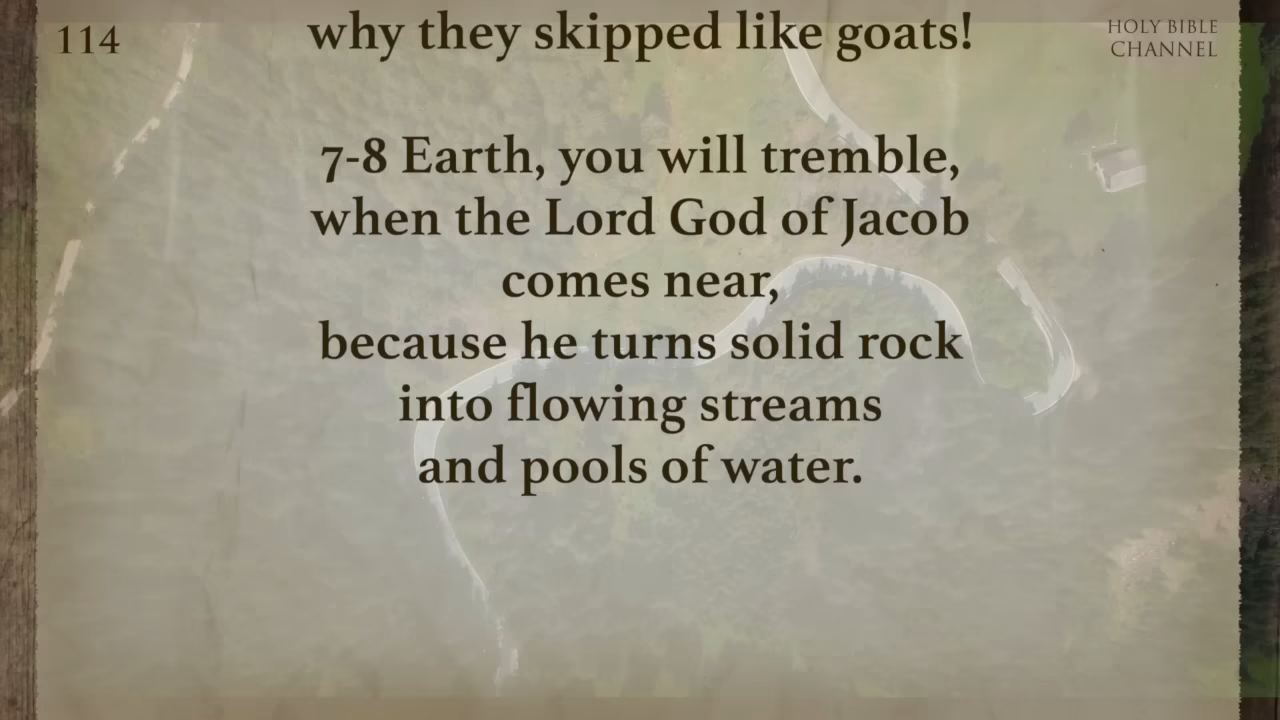 114
HOLY BIBLE
CHANNEL
why they skipped like goats!
7-8 Earth, you will tremble,
when the Lord God of Jacob
comes near,
because he turns solid rock
into flowing streams
and pools of water.